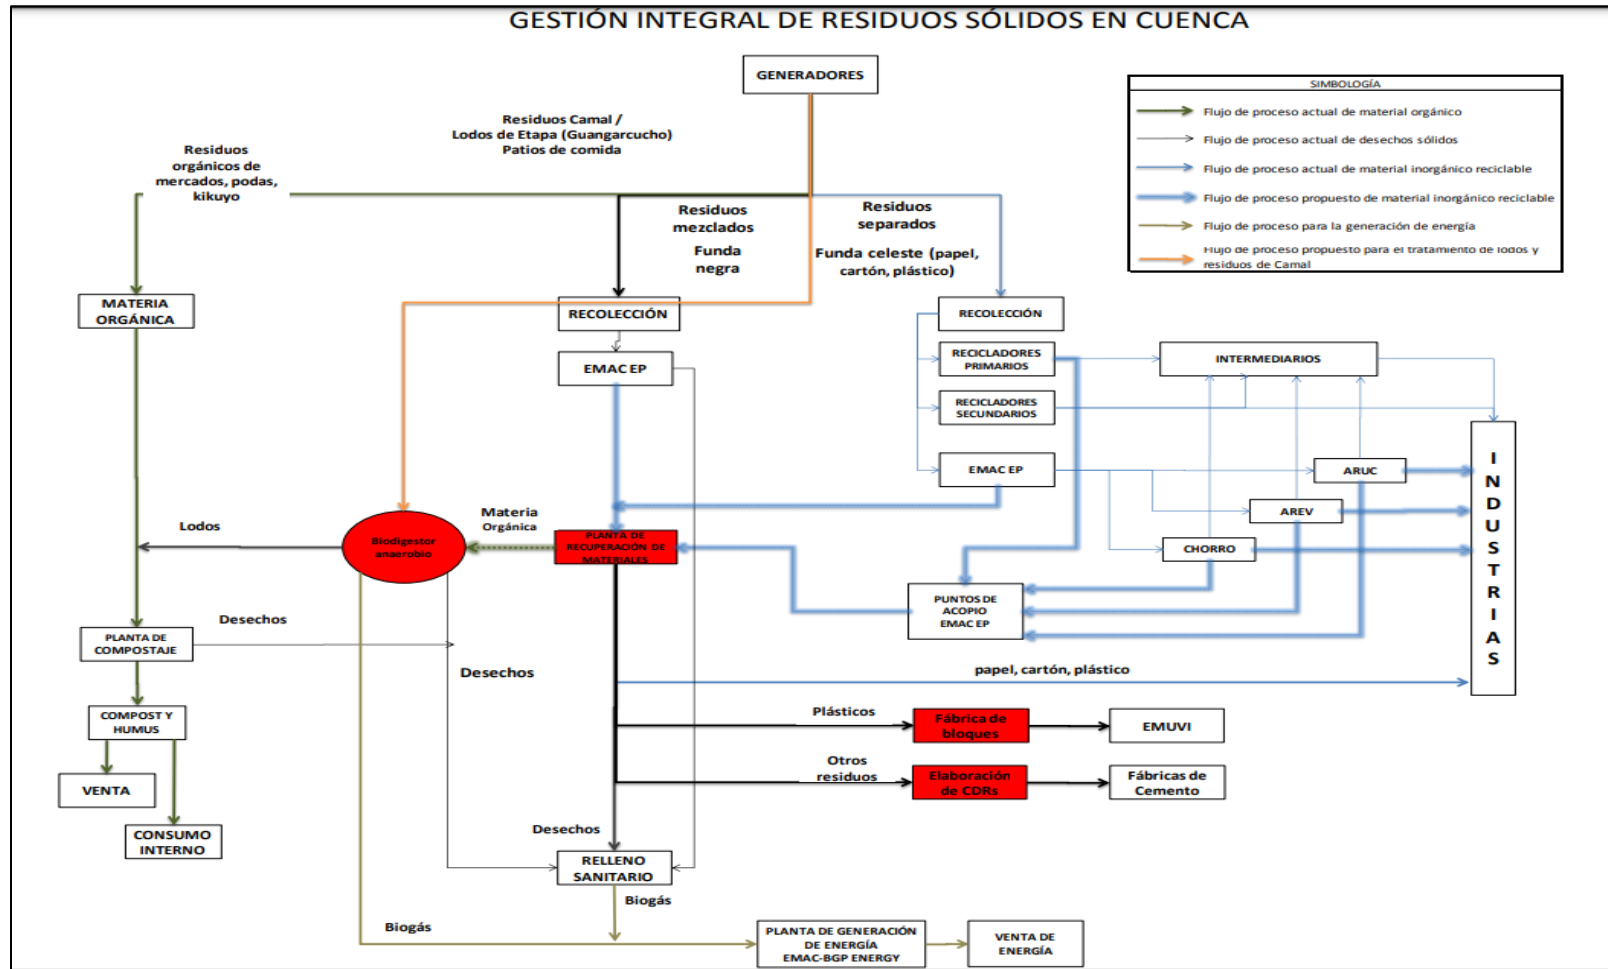 GESTIÓN INTEGRAL DE RESIDUOS SÓLIDOS EN CUENCA
GENERADORES
SIMBOLOGÍA
Flujo de proceso actual de material orgánico
Flujo de proceso actual de desechos sólidos
Flujo de proceso actual de material inorgánico reciclable
Flujo de proceso propuesto de material inorgánico reciclable
Flujo de proceso para la generación de energía
Flujo de proceso propuesto para el tratamiento de lodos y
residuos de Camal
Residuos Camal /
Lodos de Etapa (Guangarcucho)
Patios de comida
Residuos
orgánicos de
mercados, podas,
kikuyo
Residuos
mezclados
Funda
negra
Residuos
separados
Funda celeste (papel,
cartón, plástico)
MATERIA
ORGÁNICA
RECOLECCIÓN
RECOLECCIÓN
EMAC EP
RECICLADORES
PRIMARIOS
INTERMEDIARIOS
RECICLADORES
SECUNDARIOS
EMAC EP
ARUC
AREV
CHORRO
INDUSTRIAS
Lodos
Biodigestor
anaerobio
Materia
Orgánica
PLANTA DE
RECUPERACIÓN DE
MATERIALES
PUNTOS DE
ACOPIO
EMAC EP
Desechos
PLANTA DE
COMPOSTAJE
Desechos
papel, cartón, plástico
COMPOST Y
HUMUS
Plásticos
Fábrica de
bloques
EMUVI
VENTA
Otros
residuos
Elaboración
de CDRs
Fábricas de
Cemento
CONSUMO
INTERNO
Desechos
RELLENO
SANITARIO
Biogás
Biogás
PLANTA DE GENERACIÓN
DE ENERGÍA
EMAC-BGP ENERGY
VENTA DE
ENERGÍA